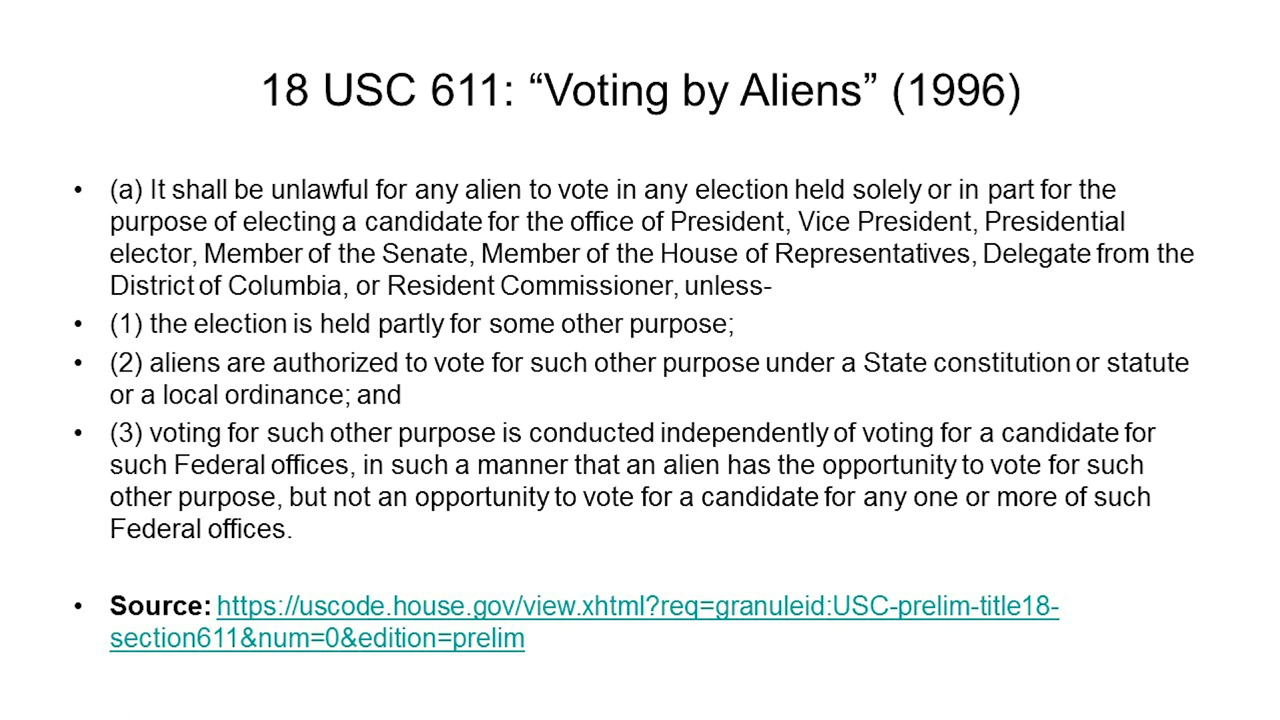 18 USC 611: “Voting by Aliens” (1996)
• (a) It shall be unlawful for any alien to vote in any election held solely or in part for the
purpose of electing a candidate for the office of President, Vice President, Presidential
elector, Member of the Senate, Member of the House of Representatives, Delegate from the
District of Columbia, or Resident Commissioner, unless-
• (1) the election is held partly for some other purpose;
• (2) aliens are authorized to vote for such other purpose under a State constitution or statute
or a local ordinance; and
• (3) voting for such other purpose is conducted independently of voting for a candidate for
such Federal offices, in such a manner that an alien has the opportunity to vote for such
other purpose, but not an opportunity to vote for a candidate for any one or more of such
Federal offices.
• Source: https://uscode.house.gov/view.xhtml?req=granuleid:USC-prelim-title18-
section611&num=0&edition=prelim